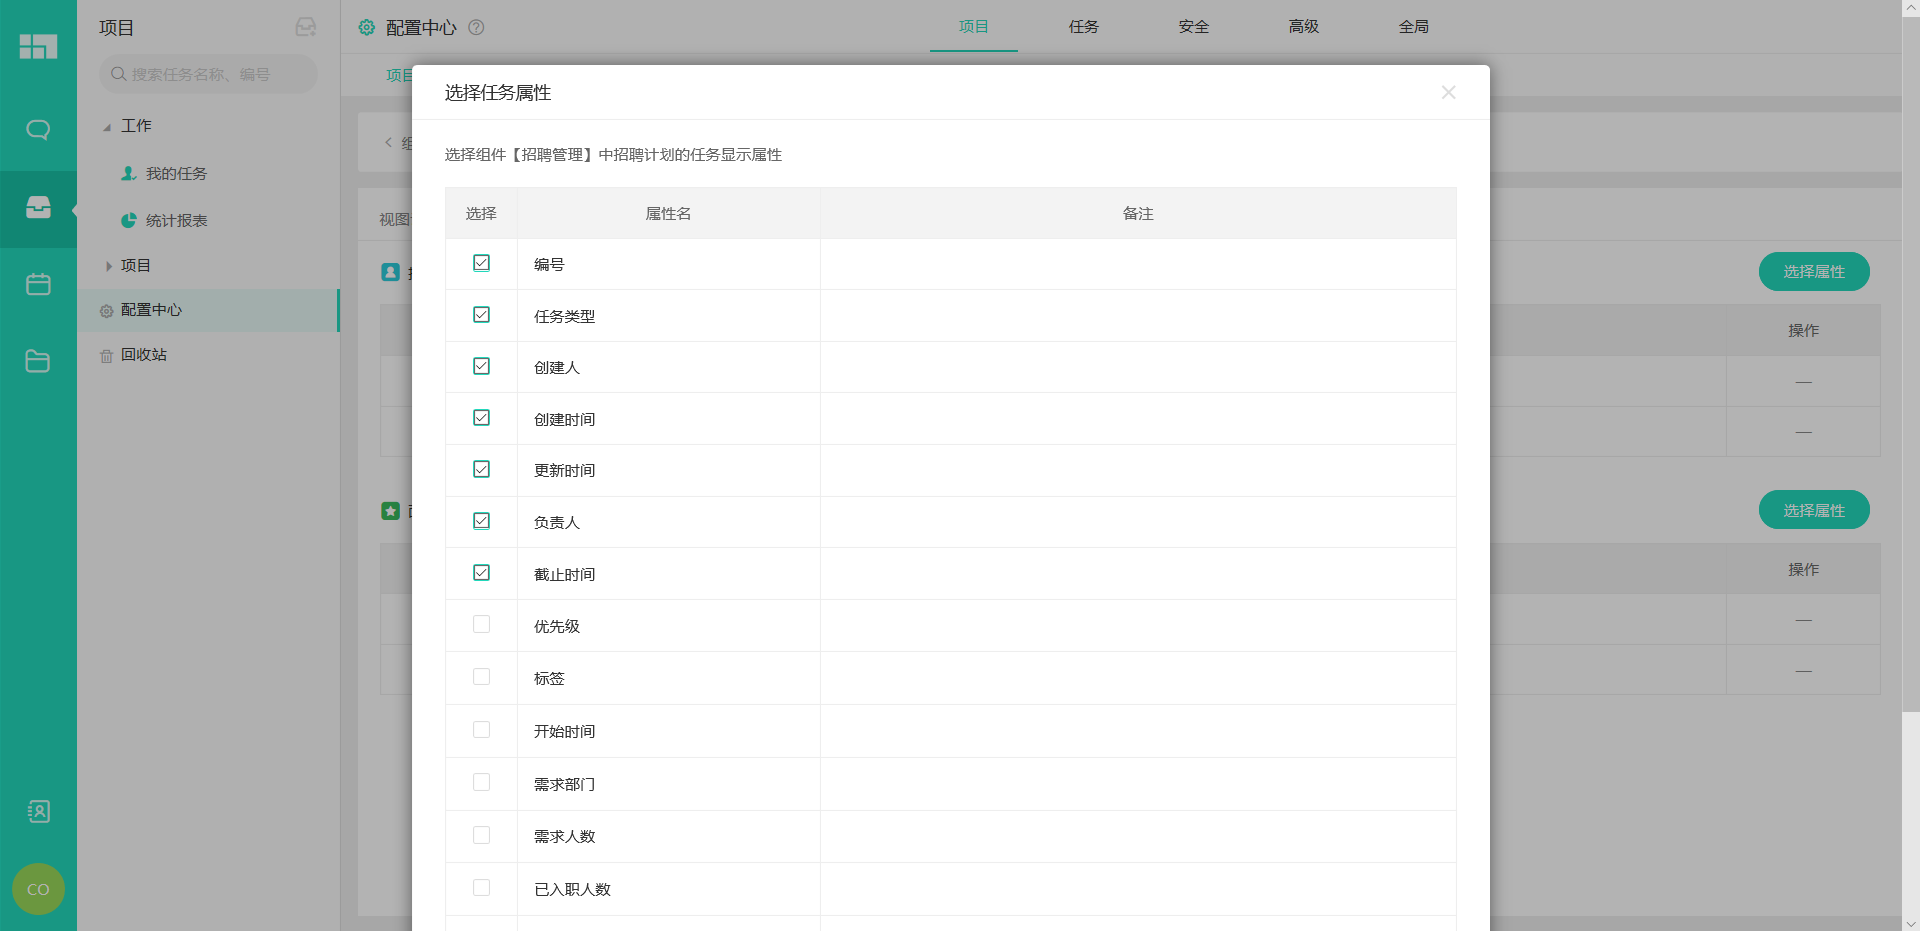 项目
搜索任务名称、编号
工作
我的任务
统计报表
项目
配置中心
回收站
CO
配置中心
项目
任务
安全
高级
全局
项目
选择任务属性
选择组件【招聘管理】中招聘计划的任务显示属性
选择 属性名 备注
编号
任务类型
创建人
创建时间
更新时间
负责人
截止时间
优先级
标签
开始时间
需求部门
需求人数
已入职人数
视图
选择属性
操作
—
—
选择属性
操作
—
—